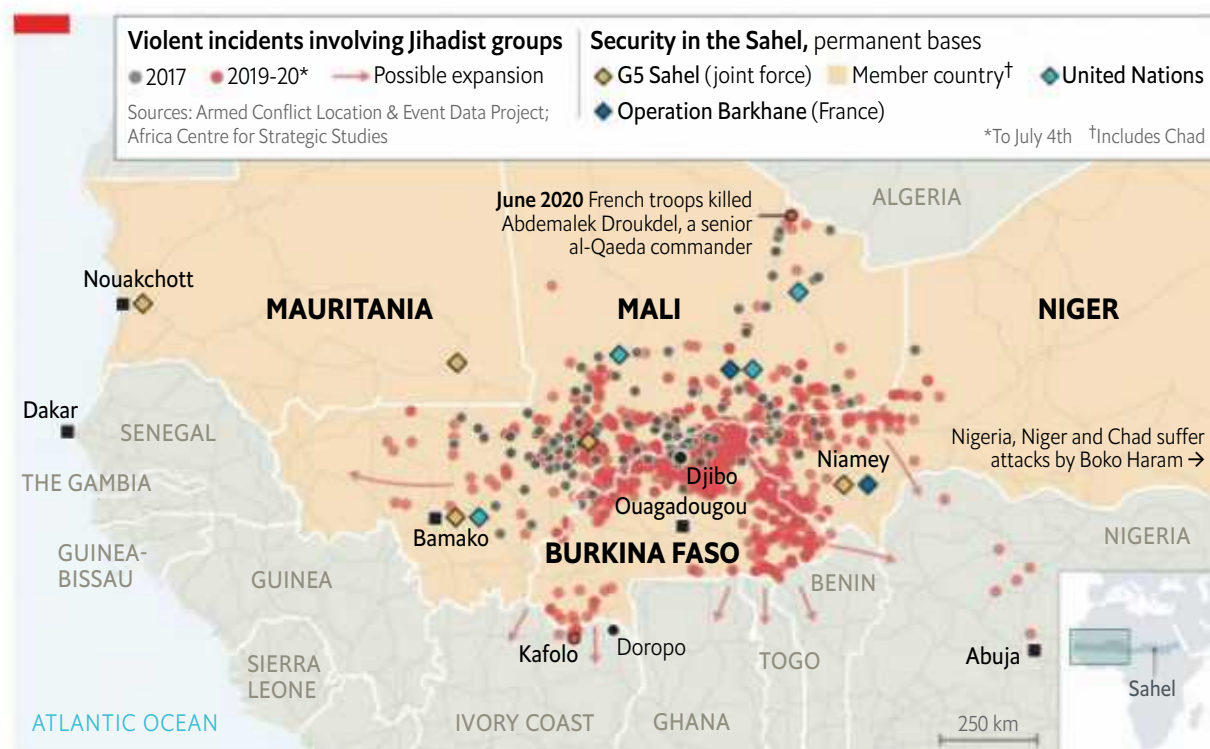 Violent incidents involving Jihadist groups
2017 2019-20* Possible expansion
Sources: Armed Conflict Location & Event Data Project;
Africa Centre for Strategic Studies
Security in the Sahel, permanent bases
G5 Sahel (joint force) Member country† United Nations
Operation Barkhane (France)
*To July 4th †Includes Chad
ALGERIA
June 2020 French troops killed
Abdemalek Droukdel, a senior
al-Qaeda commander
Nouakchott
MAURITANIA
MALI
NIGER
Dakar
SENEGAL
THE GAMBIA
Nigeria, Niger and Chad suffer
attacks by Boko Haram →
Niamey
Djibo
Ouagadougou
Bamako
BURKINA FASO
NIGERIA
GUINEA-
BISSAU
GUINEA
BENIN
Kafolo
Doropo
TOGO
Abuja
SIERRA
LEONE
Sahel
ATLANTIC OCEAN
IVORY COAST
GHANA
250 km